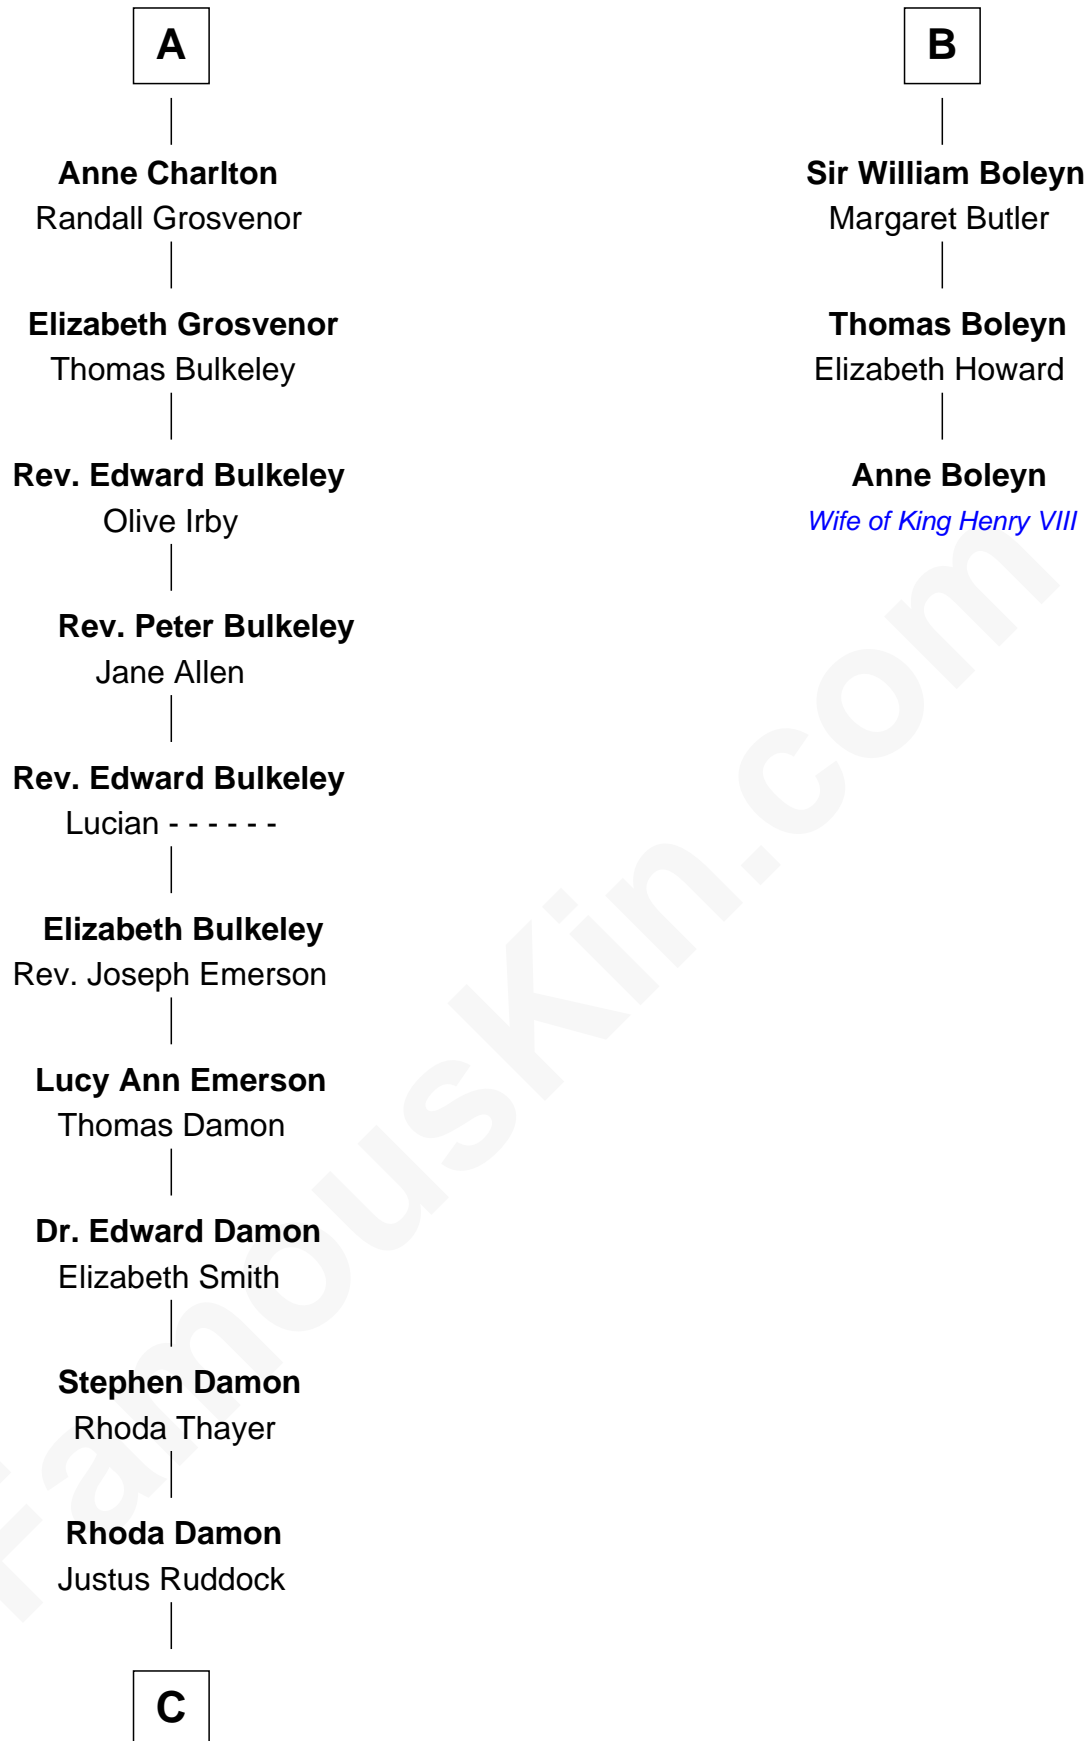 A
Anne Charlton
Randall Grosvenor
Elizabeth Grosvenor
Thomas Bulkeley
Rev. Edward Bulkeley
Olive Irby
Rev. Peter Bulkeley
Jane Allen
Rev. Edward Bulkeley
Lucian - - - - - -
Elizabeth Bulkeley
Rev. Joseph Emerson
Lucy Ann Emerson
Thomas Damon
Dr. Edward Damon
Elizabeth Smith
Stephen Damon
Rhoda Thayer
Rhoda Damon
Justus Ruddock
C
B
Sir William Boleyn
Margaret Butler
Thomas Boleyn
Elizabeth Howard
Anne Boleyn
Wife of King Henry VIII
FamousKin.com